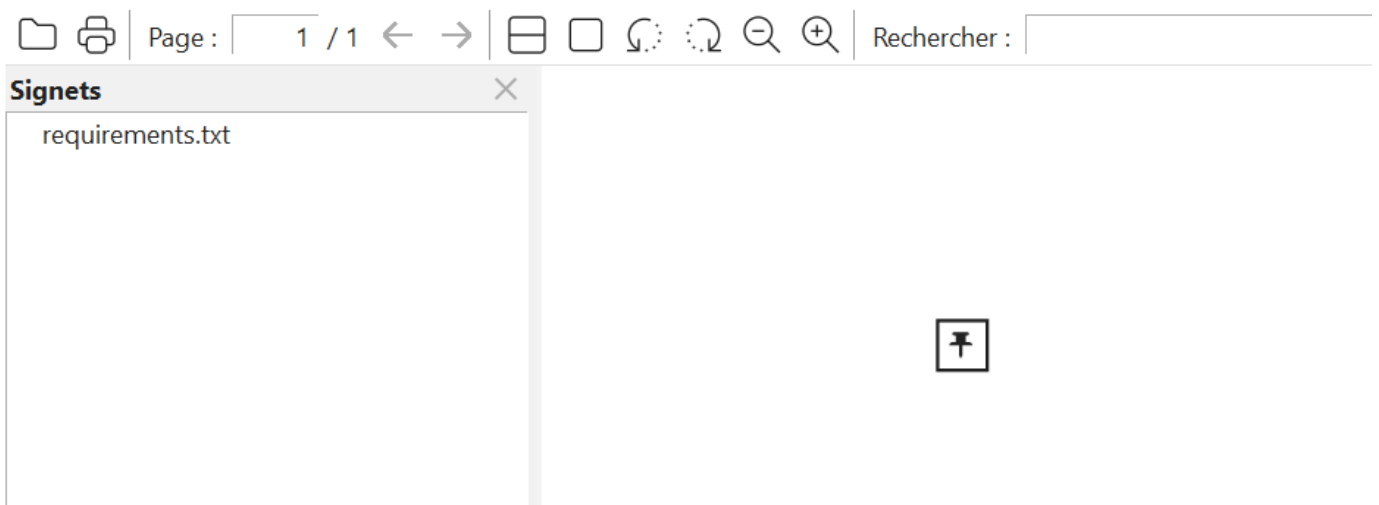 Page : 1 / 1 Rechercher :
Signets
requirements.txt